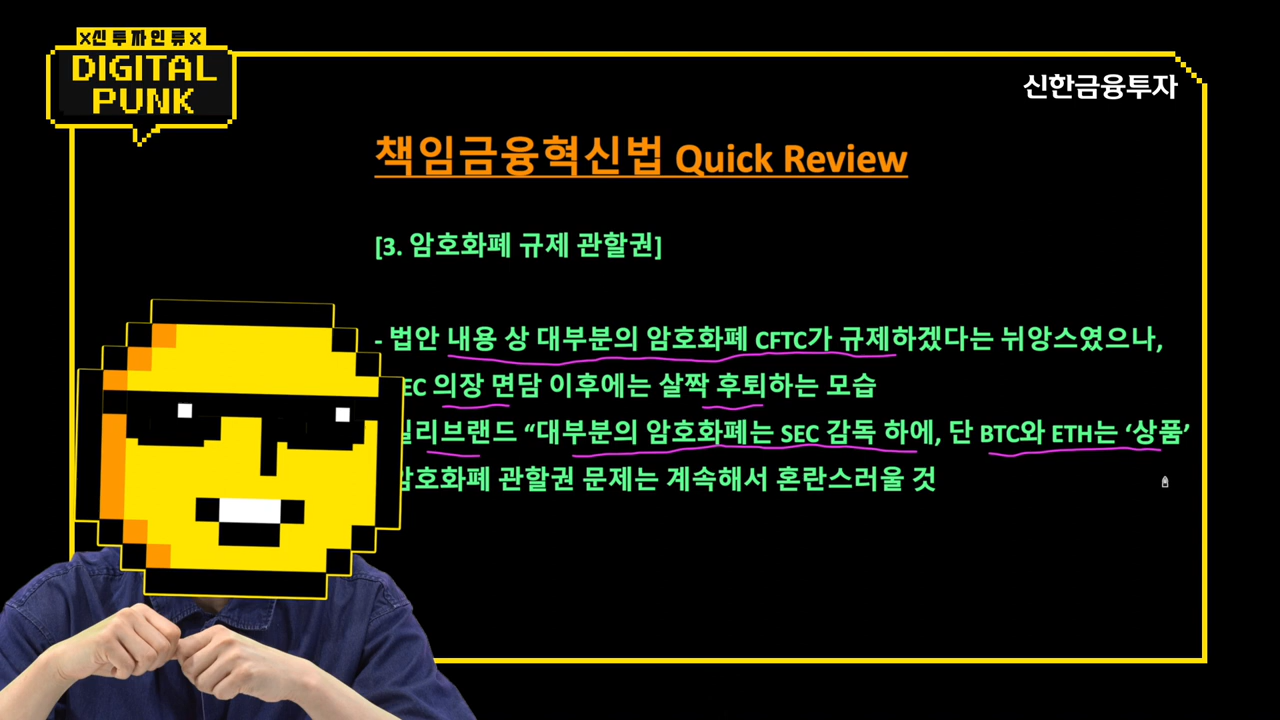 x신투자인류x
DIGITAL
PUNK
신한금융투자
책임금융혁신법 Quick Review
[3. 암호화폐 규제 관할권]
- 법안 내용 상 대부분의 암호화폐 CFTC가 규제하겠다는 뉘앙스였으나,
EC 의장 면담 이후에는 살짝 후퇴하는 모습
리브랜드 “대부분의 암호화폐는 SEC 감독 하에, 단 BTC와 ETH는 ‘상품’
암호화폐 관할권 문제는 계속해서 혼란스러울 것